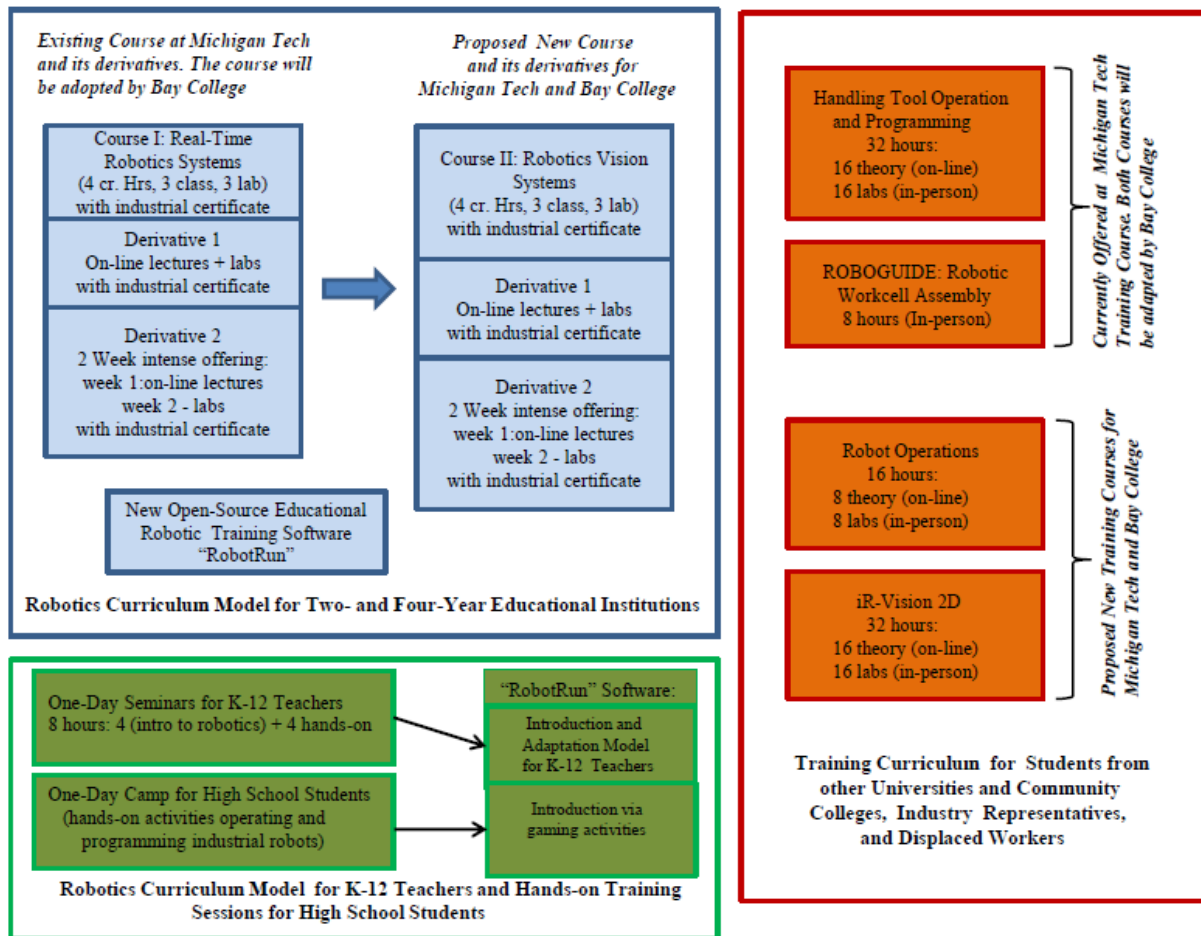 Existing Course at Michigan Tech
and its derivatives. The course will
be adopted by Bay College
Course I: Real-Time
Robotics Systems
(4 cr. Hrs, 3 class, 3 lab)
with industrial certificate
Derivative 1
On-line lectures + labs
with industrial certificate
Derivative 2
2 Week intense offering:
week 1:on-line lectures
week 2 - labs
with industrial certificate
Proposed New Course
and its derivatives for
Michigan Tech and Bay College
Course II: Robotics Vision
Systems
(4 cr. Hrs, 3 class, 3 lab)
with industrial certificate
Derivative 1
On-line lectures + labs
with industrial certificate
Derivative 2
2 Week intense offering:
week 1:on-line lectures
week 2 - labs
with industrial certificate
New Open-Source Educational
Robotic Training Software
“RobotRun”
Robotics Curriculum Model for Two- and Four-Year Educational Institutions
One-Day Seminars for K-12 Teachers
8 hours: 4 (intro to robotics) + 4 hands-on
One-Day Camp for High School Students
(hands-on activities operating and
programming industrial robots)
“RobotRun” Software:
Introduction and
Adaptation Model
for K-12 Teachers
Introduction via
gaming activities
Robotics Curriculum Model for K-12 Teachers and Hands-on Training
Sessions for High School Students
Handling Tool Operation
and Programming
32 hours:
16 theory (on-line)
16 labs (in-person)
ROBOGUIDE: Robotic
Workcell Assembly
8 hours (In-person)
Currently Offered at Michigan Tech
Training Course. Both Courses will
be adapted by Bay College
Robot Operations
16 hours:
8 theory (on-line)
8 labs (in-person)
iR-Vision 2D
32 hours:
16 theory (on-line)
16 labs (in-person)
Proposed New Training Courses for
Michigan Tech and Bay College
Training Curriculum for Students from
other Universities and Community
Colleges, Industry Representatives,
and Displaced Workers